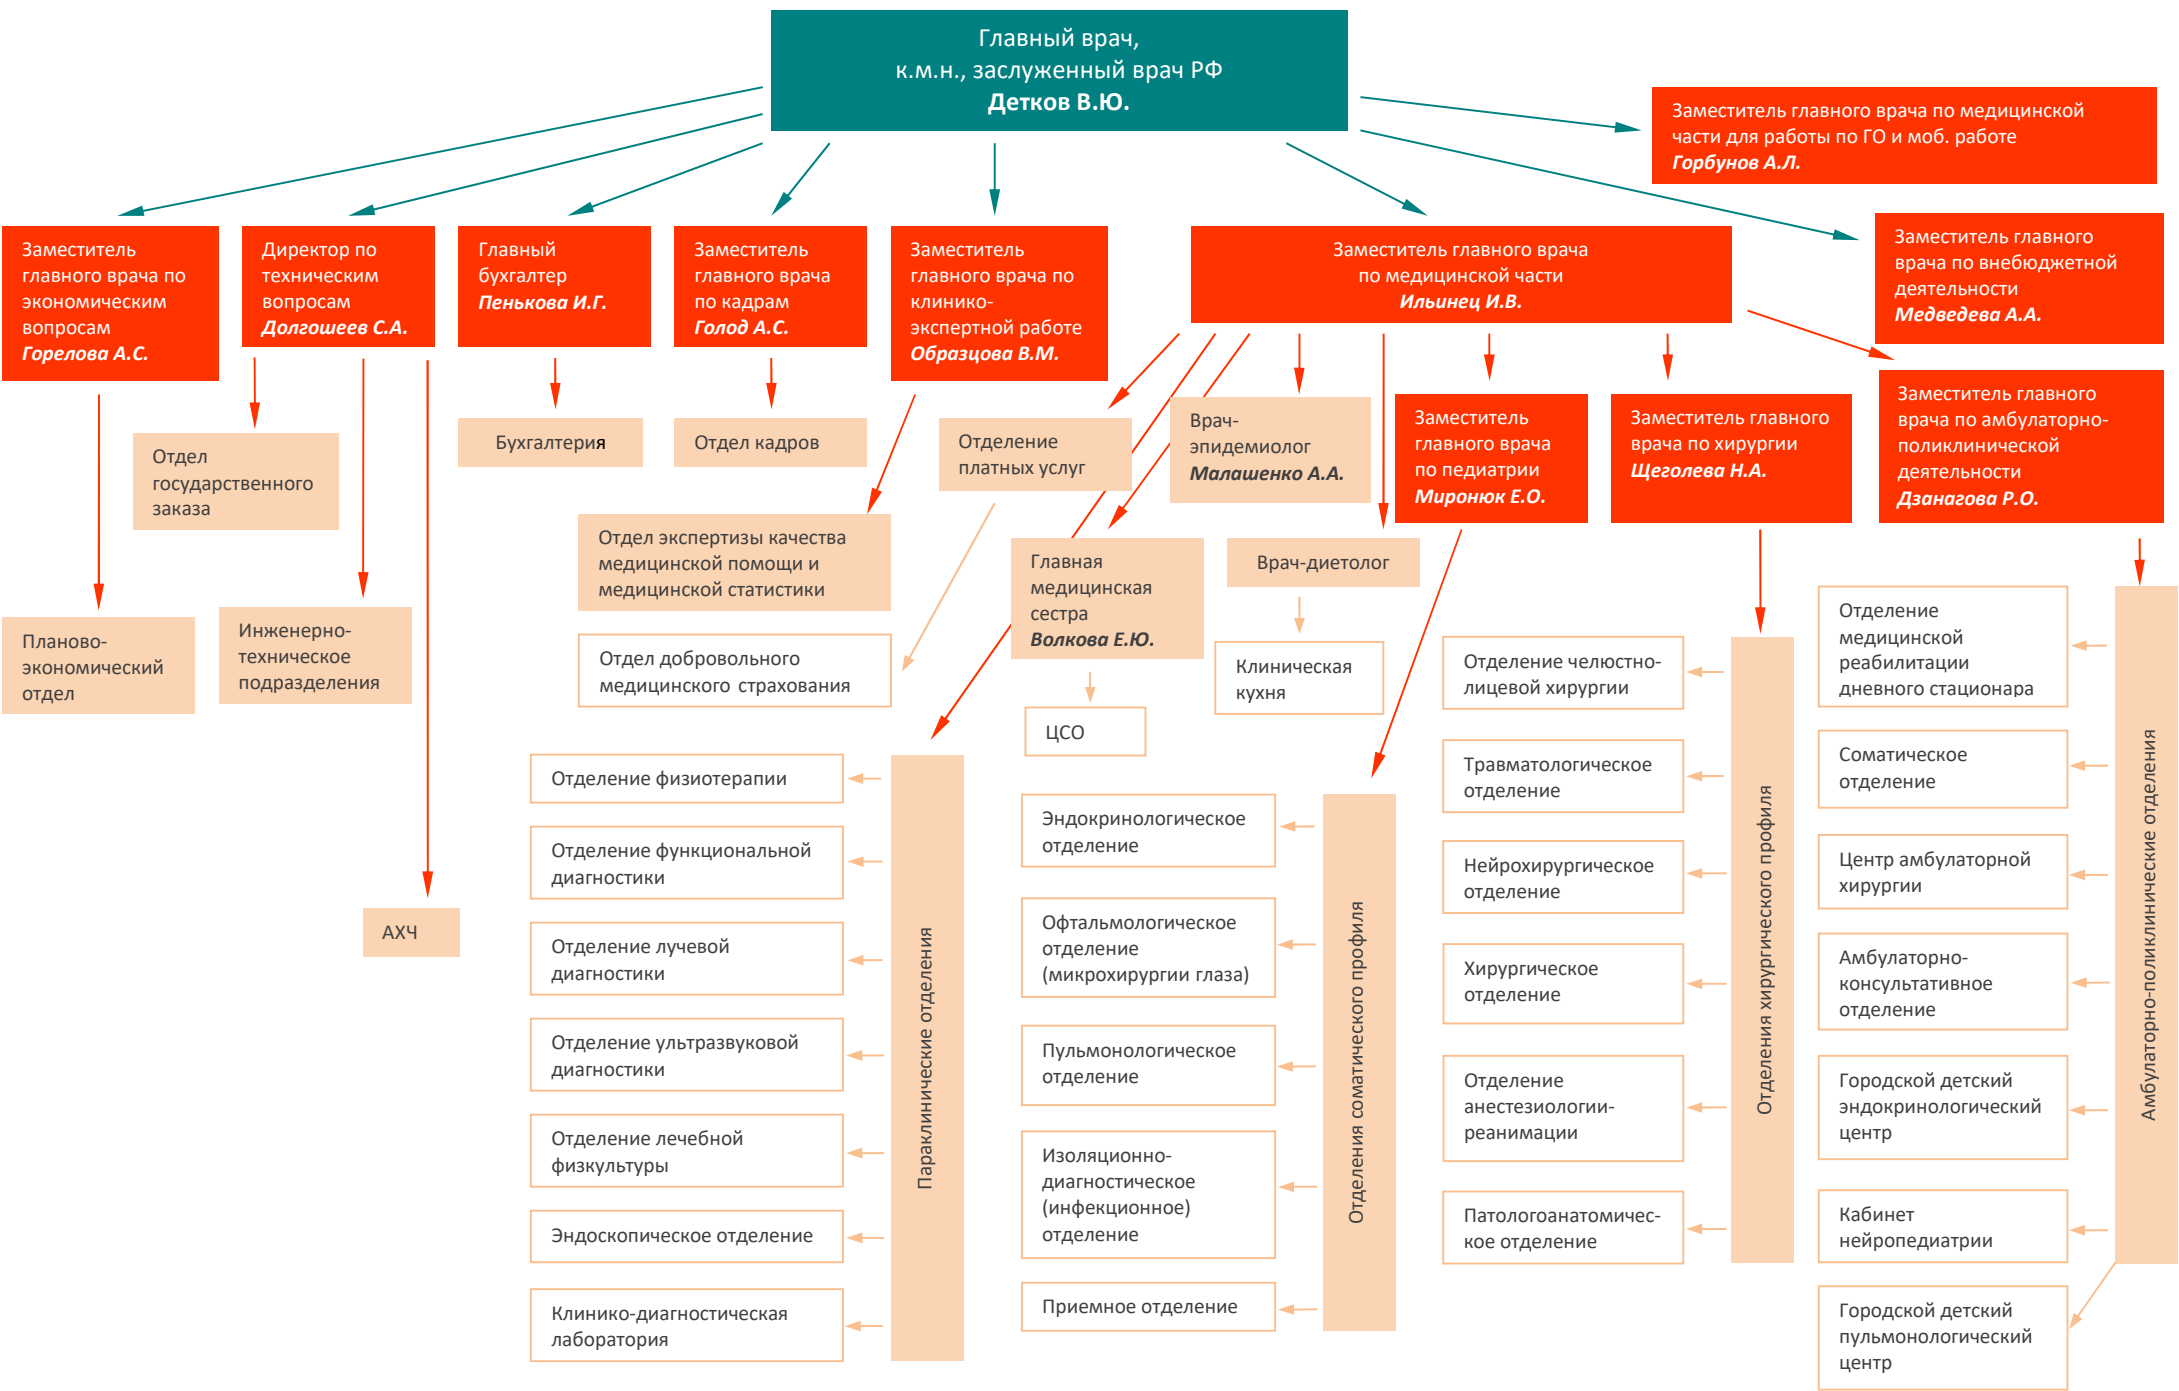 Главный врач,
к.м.н., заслуженный врач РФ
Детков В.Ю.
Заместитель главного врача по медицинской
части для работы по ГО и моб. работе
Горбунов А.Л.
Заместитель
главного врача по
экономическим
вопросам
Горелова А.С.
Директор по
техническим
вопросам
Долгошеев С.А.
Главный
бухгалтер
Пенькова И.Г.
Заместитель
главного врача
по кадрам
Голод А.С.
Заместитель
главного врача по
клинико-
экспертной работе
Образцова В.М.
Заместитель главного врача
по медицинской части
Ильинец И.В.
Заместитель главного
врача по внебюджетной
деятельности
Медведева А.А.
Отдел
государственного
заказа
Бухгалтерия
Отдел кадров
Отделение
платных услуг
Врач-
эпидемиолог
Малашенко А.А.
Заместитель
главного врача
по педиатрии
Миронюк Е.О.
Заместитель главного
врача по хирургии
Щеголева Н.А.
Заместитель главного
врача по амбулаторно-
поликлинической
деятельности
Дзанагова Р.О.
Отдел экспертизы качества
медицинской помощи и
медицинской статистики
Главная
медицинская
сестра
Волкова Е.Ю.
Врач-диетолог
Планово-
экономический
отдел
Инженерно-
техническое
подразделения
Отдел добровольного
медицинского страхования
Клиническая
кухня
ЦСО
АХЧ
Отделение физиотерапии
Отделение функциональной
диагностики
Отделение лучевой
диагностики
Отделение ультразвуковой
диагностики
Отделение лечебной
физкультуры
Эндоскопическое отделение
Клинико-диагностическая
лаборатория
Параклинические отделения
Эндокринологическое
отделение
Офтальмологическое
отделение
(микрохирургии глаза)
Пульмонологическое
отделение
Изоляционно-
диагностическое
(инфекционное)
отделение
Приемное отделение
Отделения соматического профиля
Отделение челюстно-
лицевой хирургии
Травматологическое
отделение
Нейрохирургическое
отделение
Хирургическое
отделение
Отделение
анестезиологии-
реанимации
Патологоанатомичес-
кое отделение
Отделения хирургического профиля
Отделение
медицинской
реабилитации
дневного стационара
Соматическое
отделение
Центр амбулаторной
хирургии
Амбулаторно-
консультативное
отделение
Городской детский
эндокринологический
центр
Кабинет
нейропедиатрии
Городской детский
пульмонологический
центр
Амбулаторно-поликлинические отделения